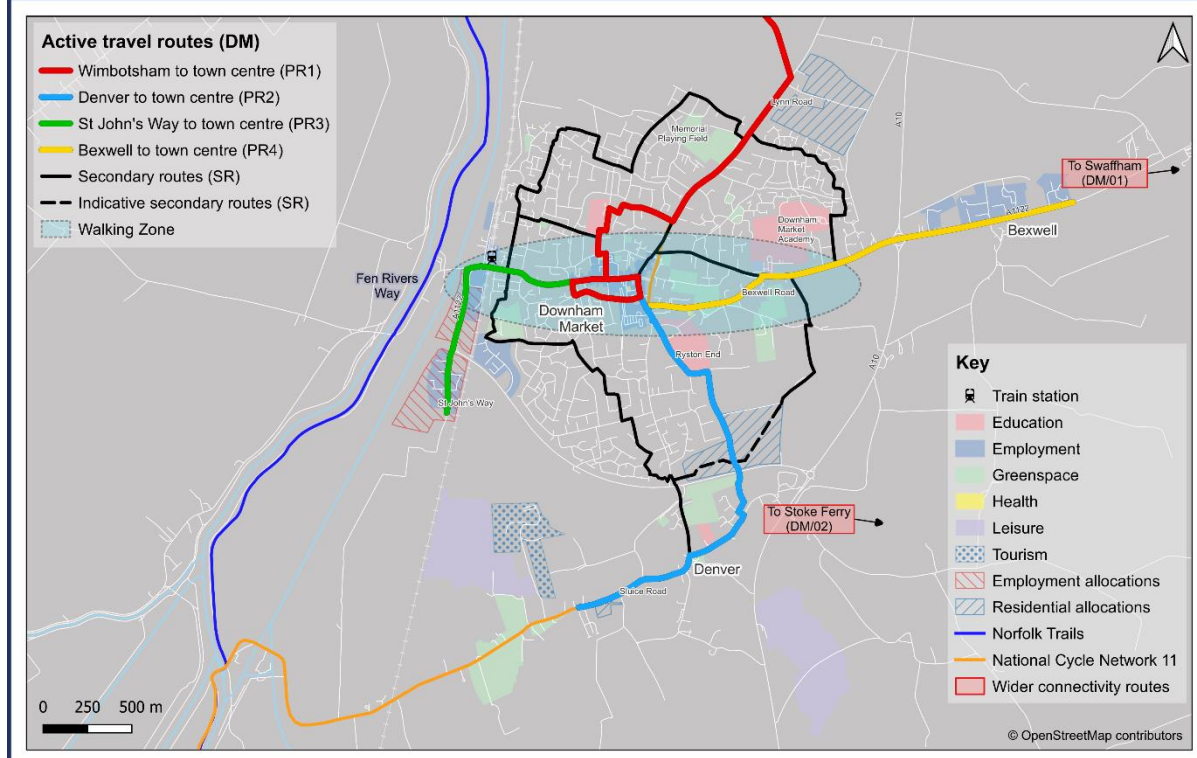 Active travel routes (DM)
Wimbotsham to town centre (PR1)
Denver to town centre (PR2)
St John's Way to town centre (PR3)
Bexwell to town centre (PR4)
Secondary routes (SR)
Indicative secondary routes (SR)
Walking Zone
Lynn Road
Memorial
Playing Field
A10
To Swaffham
(DM/01)
A1122
Bexwell
Downham
Market
Academy
Fen Rivers
Way
A1122
Bexwell Road
Downham
Market
Ryston End
A10
St John's Way
To Stoke Ferry
(DM/02)
Denver
Sluice Road
Key
Train station
Education
Employment
Greenspace
Health
Leisure
Tourism
Employment allocations
Residential allocations
Norfolk Trails
National Cycle Network 11
Wider connectivity routes
0 250 500 m
© OpenStreetMap contributors